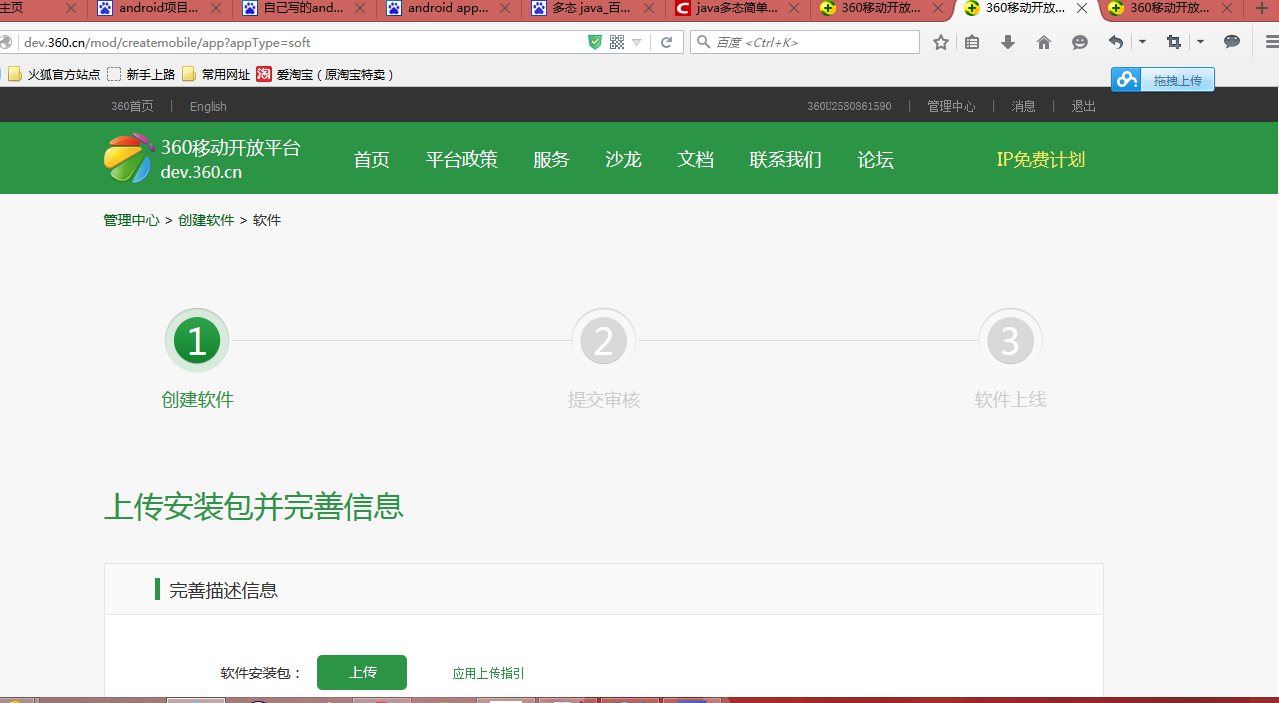 主页 android项目... 自己写的and... android app... 多态 java_百... java多态简单... 360移动开放... 360移动开放... 360移动开放...
dev.360.cn/mod/createmobile/app?appType=soft 百度 <Ctrl+K>
火狐官方站点 新手上路 常用网址 淘 爱淘宝（原淘宝特卖） 拖拽上传
360首页 | English 360U2580861590 | 管理中心 | 消息 | 退出
360移动开放平台
dev.360.cn
首页 平台政策 服务 沙龙 文档 联系我们 论坛 IP免费计划
管理中心 > 创建软件 > 软件
1 2 3
创建软件 提交审核 软件上线
上传安装包并完善信息
完善描述信息
软件安装包： 上传 应用上传指引